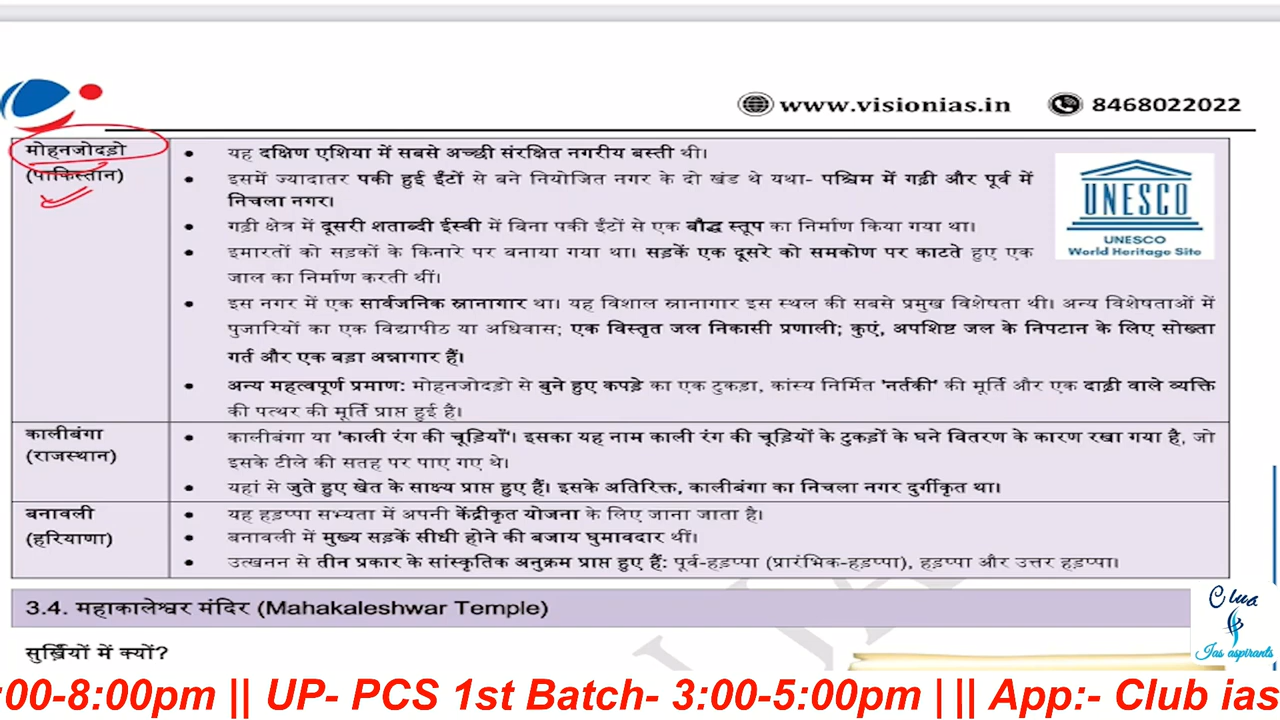 www.visionias.in 8468022022
मोहनजोदड़ो
(पाकिस्तान)
• यह दक्षिण एशिया में सबसे अच्छी संरक्षित नगरीय बस्ती थी।
• इसमें ज्यादातर पकी हुई ईंटों से बने नियोजित नगर के दो खंड थे यथा- पश्चिम में गढ़ी और पूर्व में
निचला नगर।
• गढ़ी क्षेत्र में दूसरी शताब्दी ईस्वी में बिना पकी ईंटों से एक बौद्ध स्तूप का निर्माण किया गया था।
• इमारतों को सड़कों के किनारे पर बनाया गया था। सड़कें एक दूसरे को समकोण पर काटते हुए एक
जाल का निर्माण करती थीं।
• इस नगर में एक सार्वजनिक स्नानागार था। यह विशाल स्नानागार इस स्थल की सबसे प्रमुख विशेषता थी। अन्य विशेषताओं में
पुजारियों का एक विद्यापीठ या अधिवास; एक विस्तृत जल निकासी प्रणाली; कुएं, अपशिष्ट जल के निपटान के लिए सोख्ता
गर्त और एक बड़ा अन्नागार हैं।
• अन्य महत्वपूर्ण प्रमाण: मोहनजोदड़ो से बुने हुए कपड़े का एक टुकड़ा, कांस्य निर्मित 'नर्तकी' की मूर्ति और एक दाढ़ी वाले व्यक्ति
की पत्थर की मूर्ति प्राप्त हुई है।
UNESCO
UNESCO
World Heritage Site
कालीबंगा
(राजस्थान)
• कालीबंगा या 'काली रंग की चूड़ियाँ'। इसका यह नाम काली रंग की चूड़ियों के टुकड़ों के घने वितरण के कारण रखा गया है, जो
इसके टीले की सतह पर पाए गए थे।
• यहां से जुते हुए खेत के साक्ष्य प्राप्त हुए हैं। इसके अतिरिक्त, कालीबंगा का निचला नगर दुर्गीकृत था।
बनावली
(हरियाणा)
• यह हड़प्पा सभ्यता में अपनी केंद्रीकृत योजना के लिए जाना जाता है।
• बनावली में मुख्य सड़कें सीधी होने की बजाय घुमावदार थीं।
• उत्खनन से तीन प्रकार के सांस्कृतिक अनुक्रम प्राप्त हुए हैं: पूर्व-हड़प्पा (प्रारंभिक-हड़प्पा), हड़प्पा और उत्तर हड़प्पा।
3.4. महाकालेश्वर मंदिर (Mahakaleshwar Temple)
सुर्ख़ियों में क्यों?
Ias aspirants
:00-8:00pm || UP- PCS 1st Batch- 3:00-5:00pm | || App:- Club ias